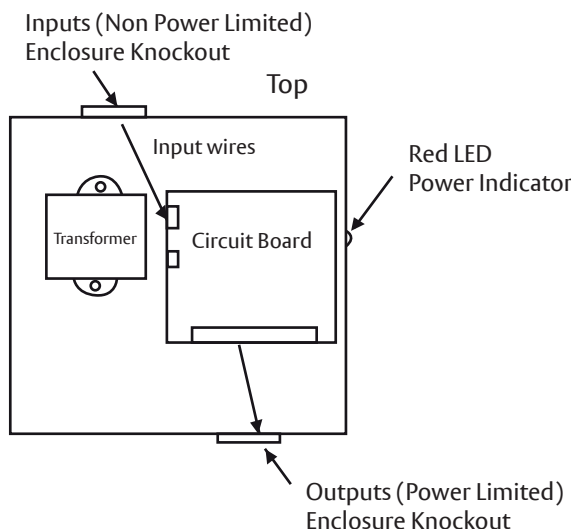 Inputs (Non Power Limited)
Enclosure Knockout
Top
Input wires
Red LED
Power Indicator
Transformer
Circuit Board
Outputs (Power Limited)
Enclosure Knockout